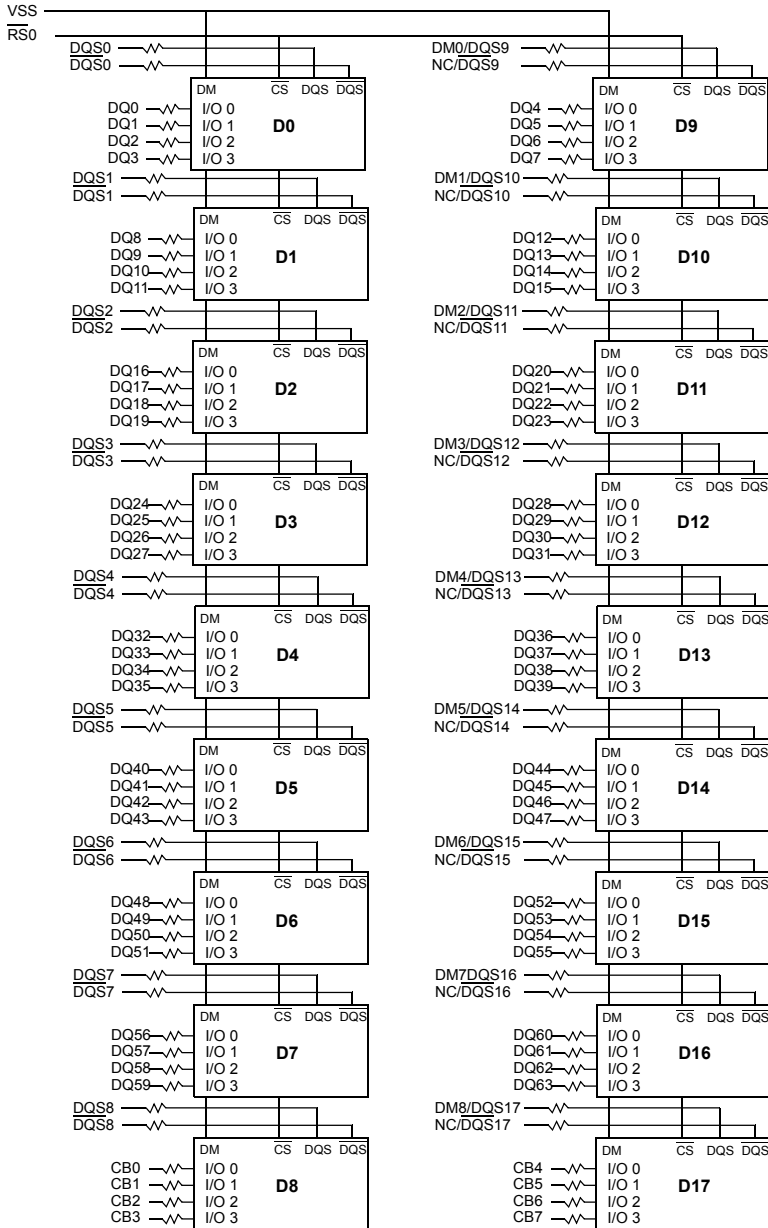 VSS
RS0
DQS0
DQS0
DM CS DQS DQS
DQ0 I/O 0
DQ1 I/O 1
DQ2 I/O 2
DQ3 I/O 3
D0
DQS1
DQS1
DM CS DQS DQS
DQ8 I/O 0
DQ9 I/O 1
DQ10 I/O 2
DQ11 I/O 3
D1
DQS2
DQS2
DM CS DQS DQS
DQ16 I/O 0
DQ17 I/O 1
DQ18 I/O 2
DQ19 I/O 3
D2
DQS3
DQS3
DM CS DQS DQS
DQ24 I/O 0
DQ25 I/O 1
DQ26 I/O 2
DQ27 I/O 3
D3
DQS4
DQS4
DM CS DQS DQS
DQ32 I/O 0
DQ33 I/O 1
DQ34 I/O 2
DQ35 I/O 3
D4
DQS5
DQS5
DM CS DQS DQS
DQ40 I/O 0
DQ41 I/O 1
DQ42 I/O 2
DQ43 I/O 3
D5
DQS6
DQS6
DM CS DQS DQS
DQ48 I/O 0
DQ49 I/O 1
DQ50 I/O 2
DQ51 I/O 3
D6
DQS7
DQS7
DM CS DQS DQS
DQ56 I/O 0
DQ57 I/O 1
DQ58 I/O 2
DQ59 I/O 3
D7
DQS8
DQS8
DM CS DQS DQS
CB0 I/O 0
CB1 I/O 1
CB2 I/O 2
CB3 I/O 3
D8
DM0/DQS9
NC/DQS9
DM CS DQS DQS
DQ4 I/O 0
DQ5 I/O 1
DQ6 I/O 2
DQ7 I/O 3
D9
DM1/DQS10
NC/DQS10
DM CS DQS DQS
DQ12 I/O 0
DQ13 I/O 1
DQ14 I/O 2
DQ15 I/O 3
D10
DM2/DQS11
NC/DQS11
DM CS DQS DQS
DQ20 I/O 0
DQ21 I/O 1
DQ22 I/O 2
DQ23 I/O 3
D11
DM3/DQS12
NC/DQS12
DM CS DQS DQS
DQ28 I/O 0
DQ29 I/O 1
DQ30 I/O 2
DQ31 I/O 3
D12
DM4/DQS13
NC/DQS13
DM CS DQS DQS
DQ36 I/O 0
DQ37 I/O 1
DQ38 I/O 2
DQ39 I/O 3
D13
DM5/DQS14
NC/DQS14
DM CS DQS DQS
DQ44 I/O 0
DQ45 I/O 1
DQ46 I/O 2
DQ47 I/O 3
D14
DM6/DQS15
NC/DQS15
DM CS DQS DQS
DQ52 I/O 0
DQ53 I/O 1
DQ54 I/O 2
DQ55 I/O 3
D15
DM7DQS16
NC/DQS16
DM CS DQS DQS
DQ60 I/O 0
DQ61 I/O 1
DQ62 I/O 2
DQ63 I/O 3
D16
DM8/DQS17
NC/DQS17
DM CS DQS DQS
CB4 I/O 0
CB5 I/O 1
CB6 I/O 2
CB7 I/O 3
D17